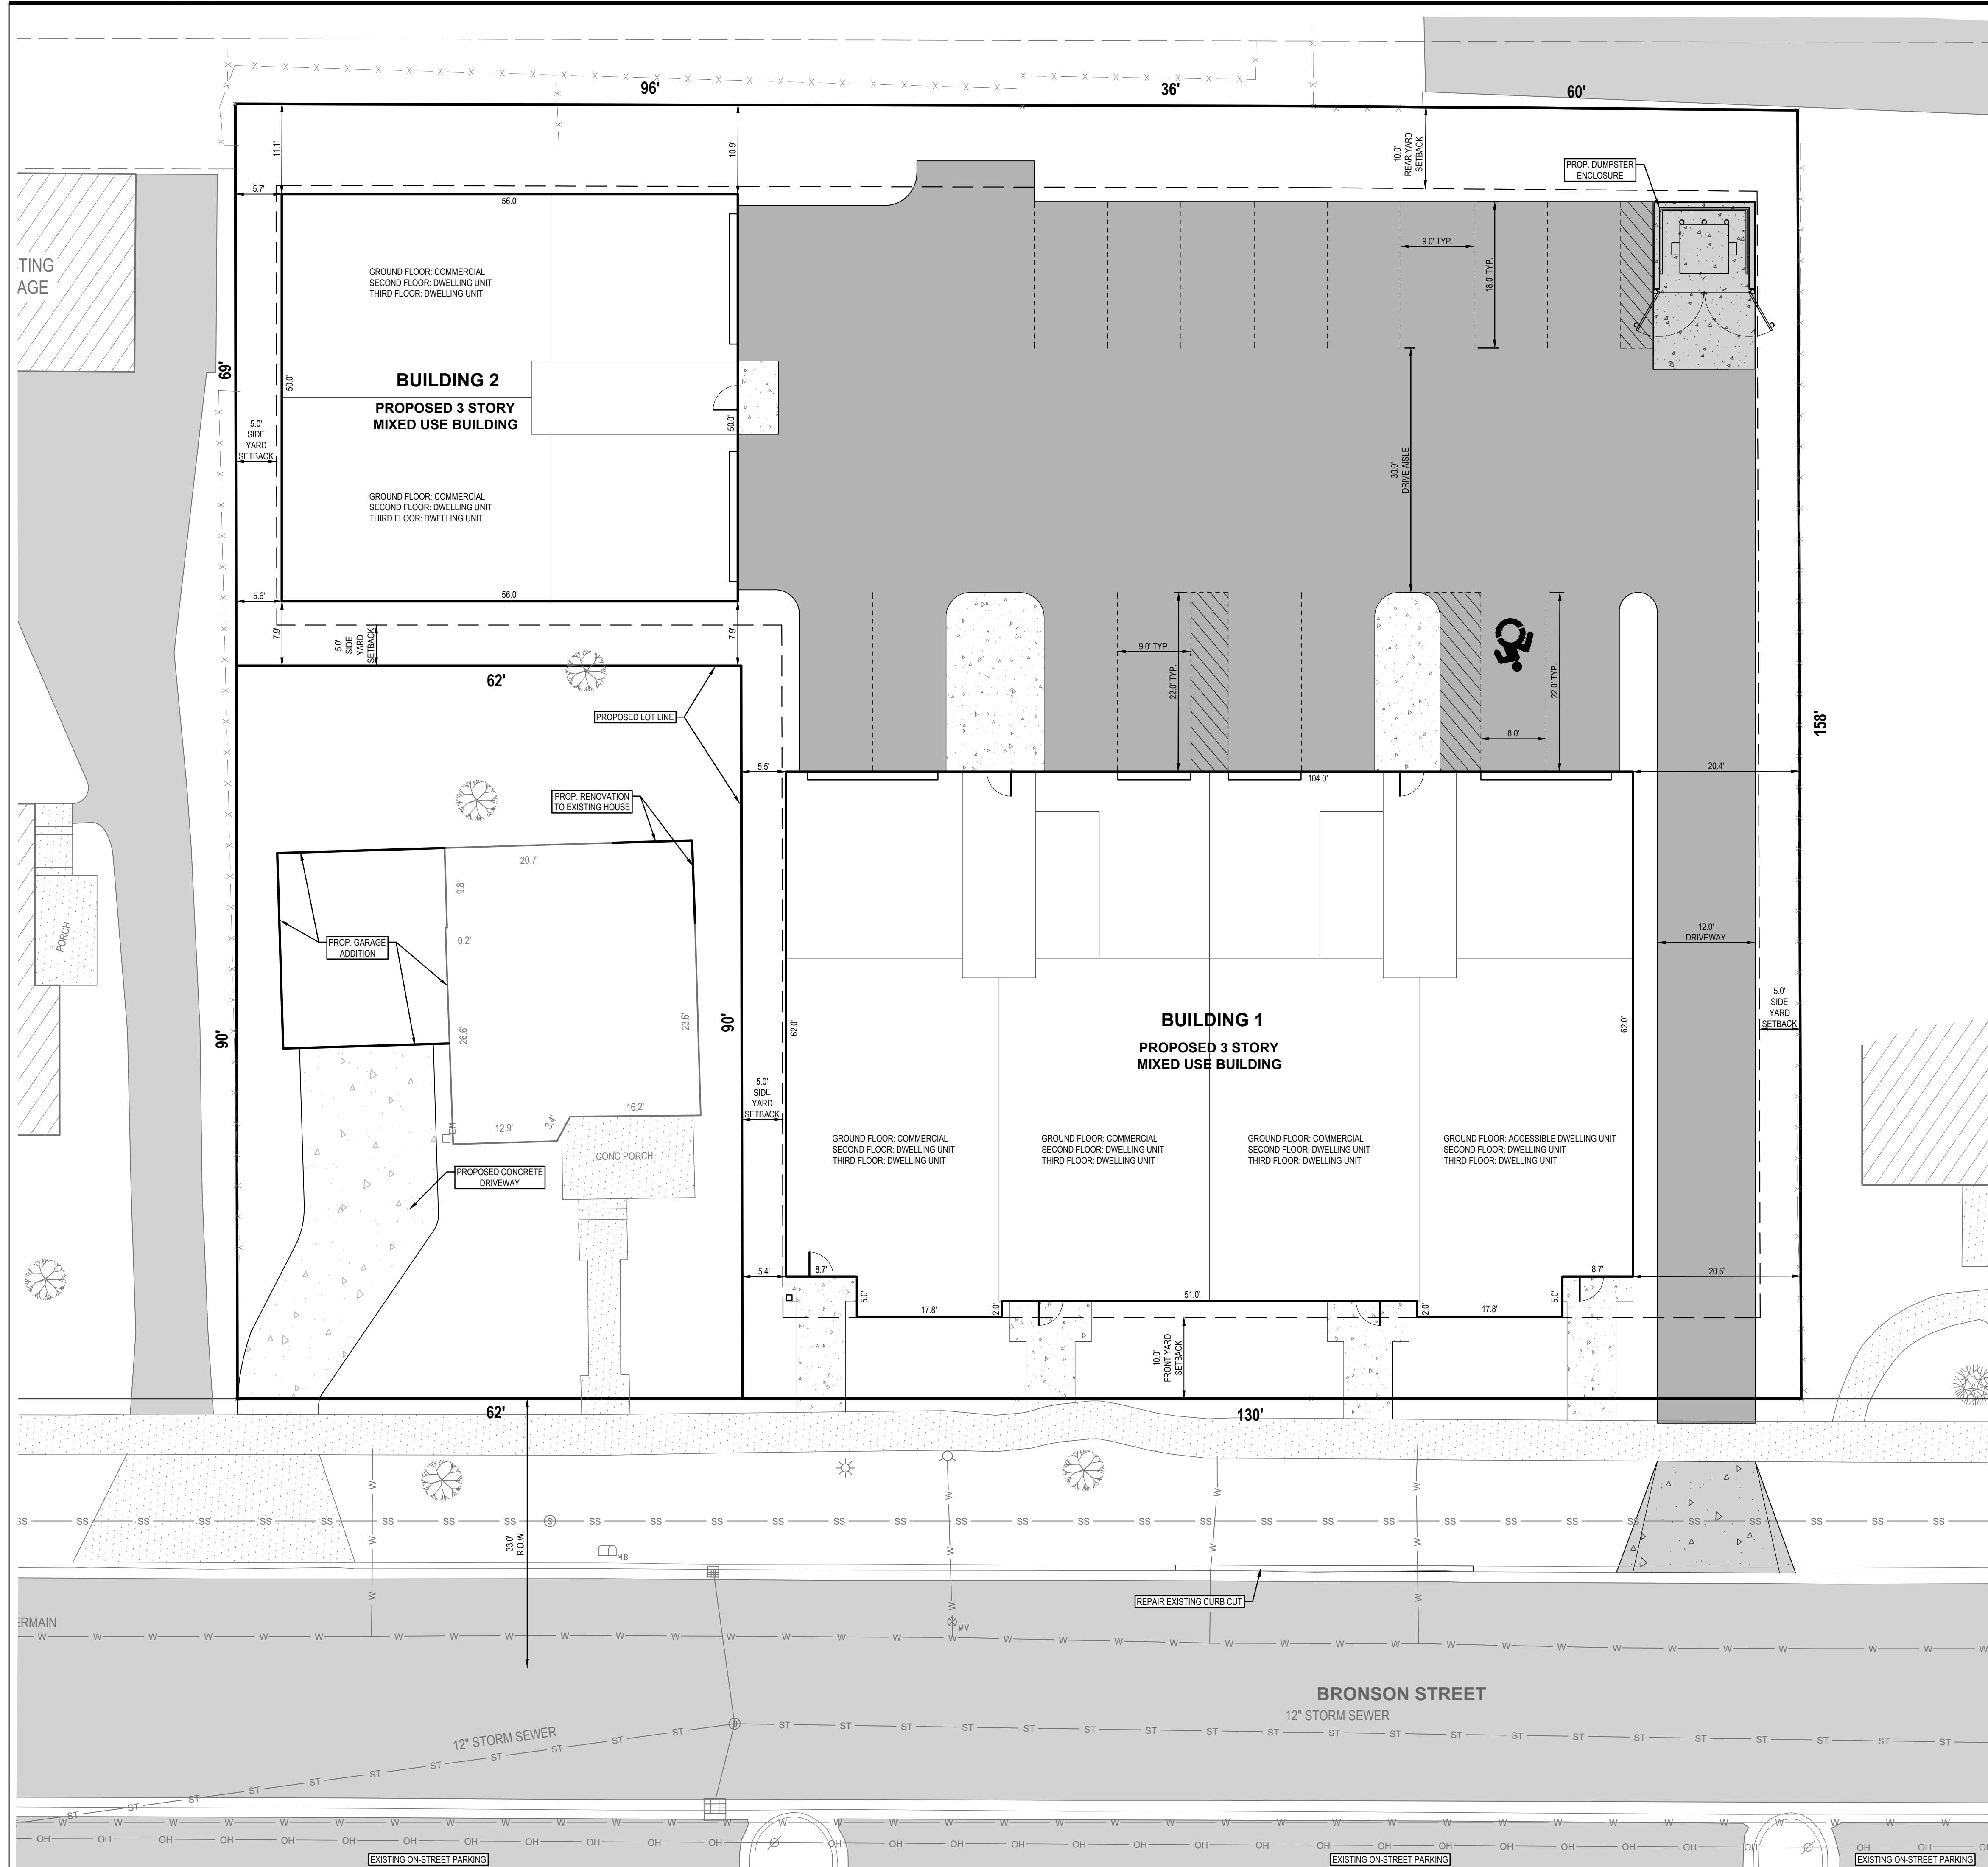 96'
36'
60'
11.1'
10.9'
10.0'
REAR YARD
SETBACK
PROP. DUMPSTER
ENCLOSURE
5.7'
56.0'
TING
AGE
GROUND FLOOR: COMMERCIAL
SECOND FLOOR: DWELLING UNIT
THIRD FLOOR: DWELLING UNIT
9.0' TYP.
18.0' TYP.
69'
50.0'
BUILDING 2
PROPOSED 3 STORY
MIXED USE BUILDING
50.0'
5.0'
SIDE
YARD
SETBACK
30.0'
DRIVE AISLE
GROUND FLOOR: COMMERCIAL
SECOND FLOOR: DWELLING UNIT
THIRD FLOOR: DWELLING UNIT
5.6'
56.0'
7.9'
5.0'
SIDE
YARD
SETBACK
7.9'
9.0' TYP.
22.0' TYP.
22.0' TYP.
8.0'
62'
PROPOSED LOT LINE
158'
5.5'
104.0'
20.4'
PROP. RENOVATION
TO EXISTING HOUSE
20.7'
9.8'
0.2'
PROP. GARAGE
ADDITION
PORCH
12.0'
DRIVEWAY
90'
26.6'
23.6'
90'
62.0'
BUILDING 1
PROPOSED 3 STORY
MIXED USE BUILDING
62.0'
5.0'
SIDE
YARD
SETBACK
5.0'
SIDE
YARD
SETBACK
16.2'
3.4'
12.9'
EM
CONC PORCH
PROPOSED CONCRETE
DRIVEWAY
GROUND FLOOR: COMMERCIAL
SECOND FLOOR: DWELLING UNIT
THIRD FLOOR: DWELLING UNIT
GROUND FLOOR: COMMERCIAL
SECOND FLOOR: DWELLING UNIT
THIRD FLOOR: DWELLING UNIT
GROUND FLOOR: COMMERCIAL
SECOND FLOOR: DWELLING UNIT
THIRD FLOOR: DWELLING UNIT
GROUND FLOOR: ACCESSIBLE DWELLING UNIT
SECOND FLOOR: DWELLING UNIT
THIRD FLOOR: DWELLING UNIT
5.4'
8.7'
5.0'
17.8'
2.0'
51.0'
2.0'
17.8'
5.0'
8.7'
20.6'
10.0'
FRONT YARD
SETBACK
62'
130'
33.0'
R.O.W.
MB
REPAIR EXISTING CURB CUT
ERMAIN
WV
BRONSON STREET
12" STORM SEWER
12" STORM SEWER
EXISTING ON-STREET PARKING
EXISTING ON-STREET PARKING
EXISTING ON-STREET PARKING